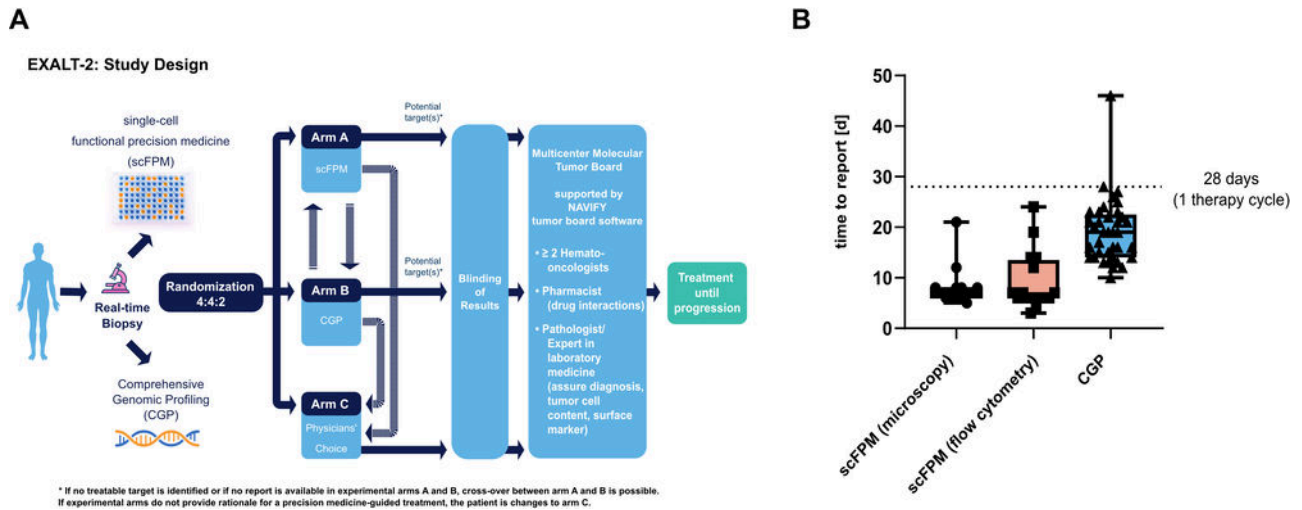 A
EXALT-2: Study Design
single-cell
functional precision medicine
(scFPM)
Real-time
Biopsy
Comprehensive
Genomic Profiling
(CGP)
Randomization
4:4:2
Arm A
scFPM
Arm B
CGP
Arm C
Physicians'
Choice
Potential
target(s)*
Potential
target(s)*
Blinding
of
Results
Multicenter Molecular
Tumor Board
supported by
NAVIFY
tumor board software
• ≥ 2 Hemato-
oncologists
• Pharmacist
(drug interactions)
• Pathologist/
Expert in
laboratory
medicine
(assure diagnosis,
tumor cell
content, surface
marker)
Treatment
until
progression
* If no treatable target is identified or if no report is available in experimental arms A and B, cross-over between arm A and B is possible.
If experimental arms do not provide rationale for a precision medicine-guided treatment, the patient is changes to arm C.
B
time to report [d]
50
40
30
20
10
0
28 days
(1 therapy cycle)
scFPM (microscopy)
scFPM (flow cytometry)
CGP